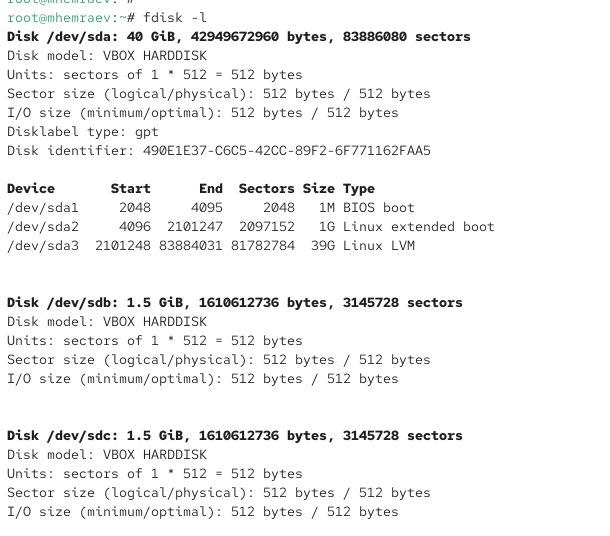 root@mhemraev:~#
root@mhemraev:~# fdisk -l
Disk /dev/sda: 40 GiB, 42949672960 bytes, 83886080 sectors
Disk model: VBOX HARDDISK
Units: sectors of 1 * 512 = 512 bytes
Sector size (logical/physical): 512 bytes / 512 bytes
I/O size (minimum/optimal): 512 bytes / 512 bytes
Disklabel type: gpt
Disk identifier: 490E1E37-C6C5-42CC-89F2-6F771162FAA5
Device Start End Sectors Size Type
/dev/sda1 2048 4095 2048 1M BIOS boot
/dev/sda2 4096 2101247 2097152 1G Linux extended boot
/dev/sda3 2101248 83884031 81782784 39G Linux LVM
Disk /dev/sdb: 1.5 GiB, 1610612736 bytes, 3145728 sectors
Disk model: VBOX HARDDISK
Units: sectors of 1 * 512 = 512 bytes
Sector size (logical/physical): 512 bytes / 512 bytes
I/O size (minimum/optimal): 512 bytes / 512 bytes
Disk /dev/sdc: 1.5 GiB, 1610612736 bytes, 3145728 sectors
Disk model: VBOX HARDDISK
Units: sectors of 1 * 512 = 512 bytes
Sector size (logical/physical): 512 bytes / 512 bytes
I/O size (minimum/optimal): 512 bytes / 512 bytes